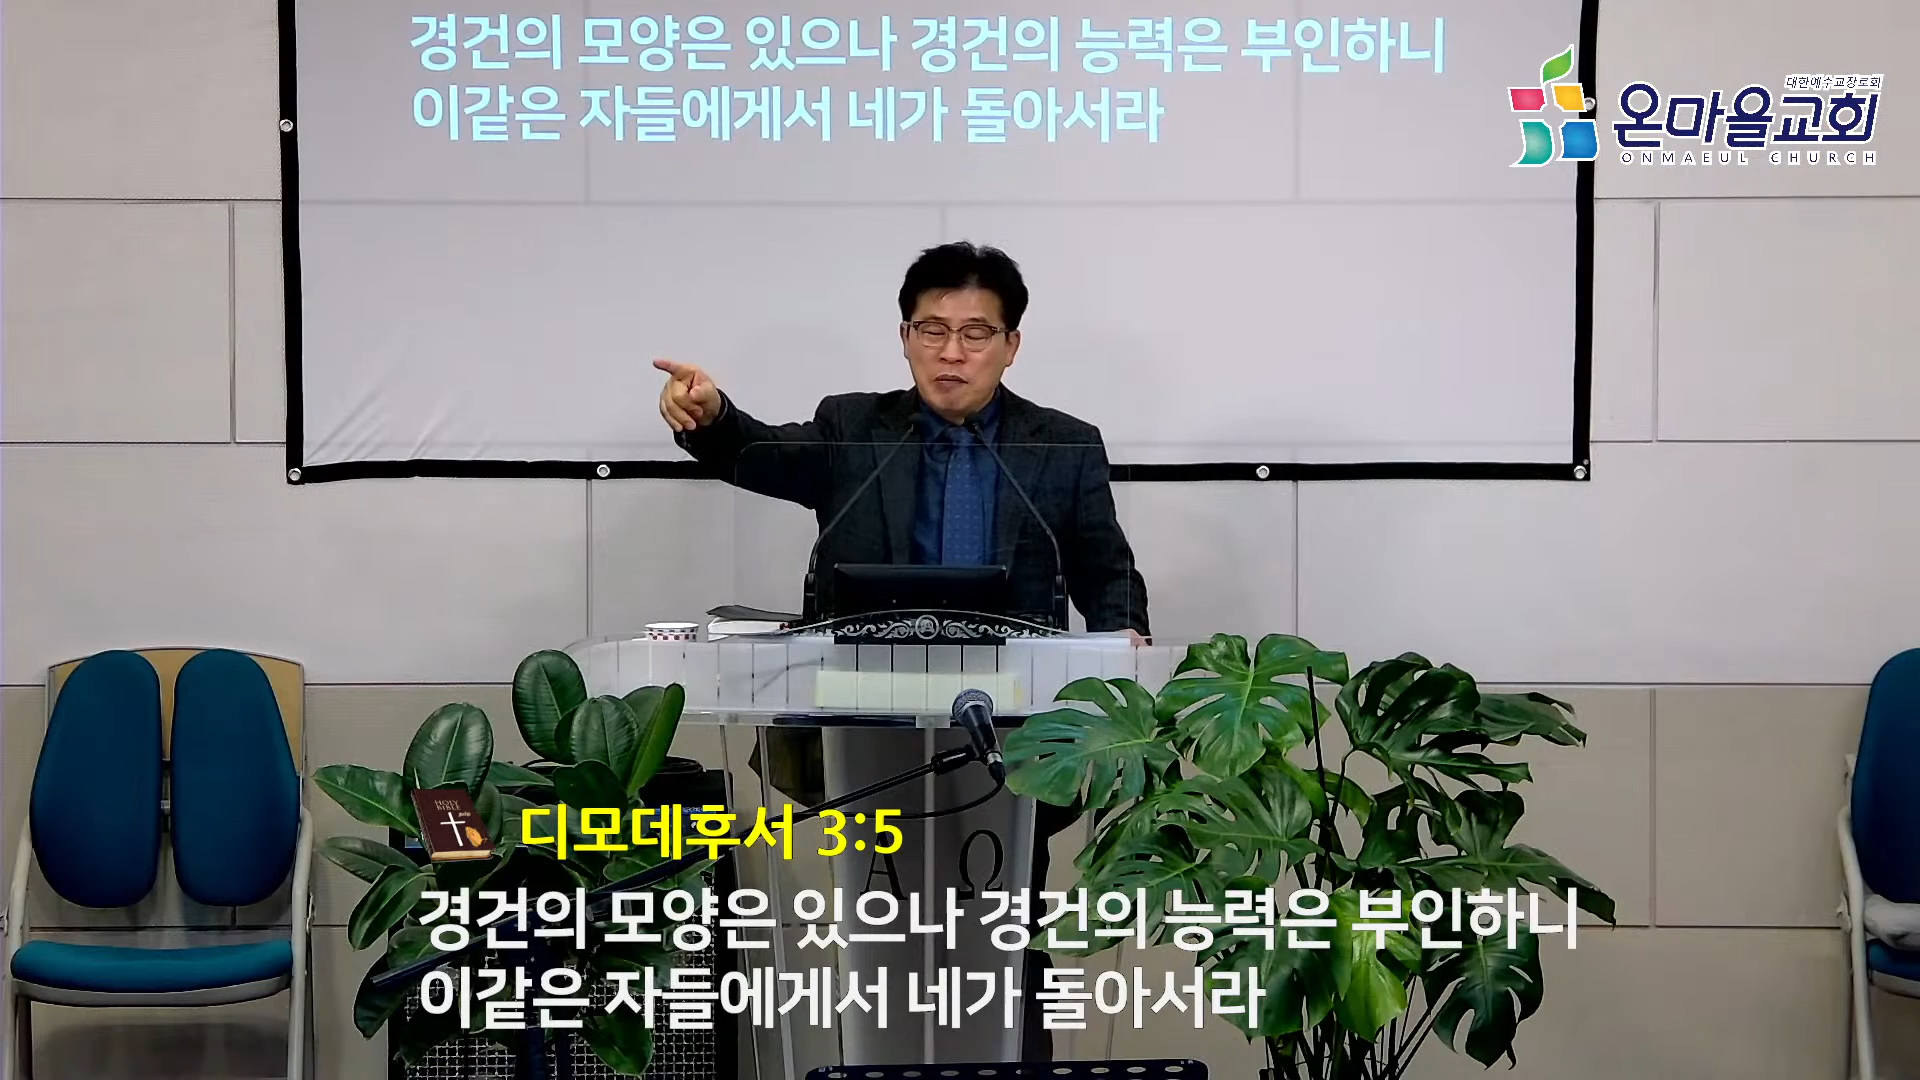 경건의 모양은 있으나 경건의 능력은 부인하니
이같은 자들에게서 네가 돌아서라
대한예수교장로회
온마을교회
ONMAEUL CHURCH
HOLY
BIBLE
디모데후서 3:5
Α Ω
경건의 모양은 있으나 경건의 능력은 부인하니
이같은 자들에게서 네가 돌아서라